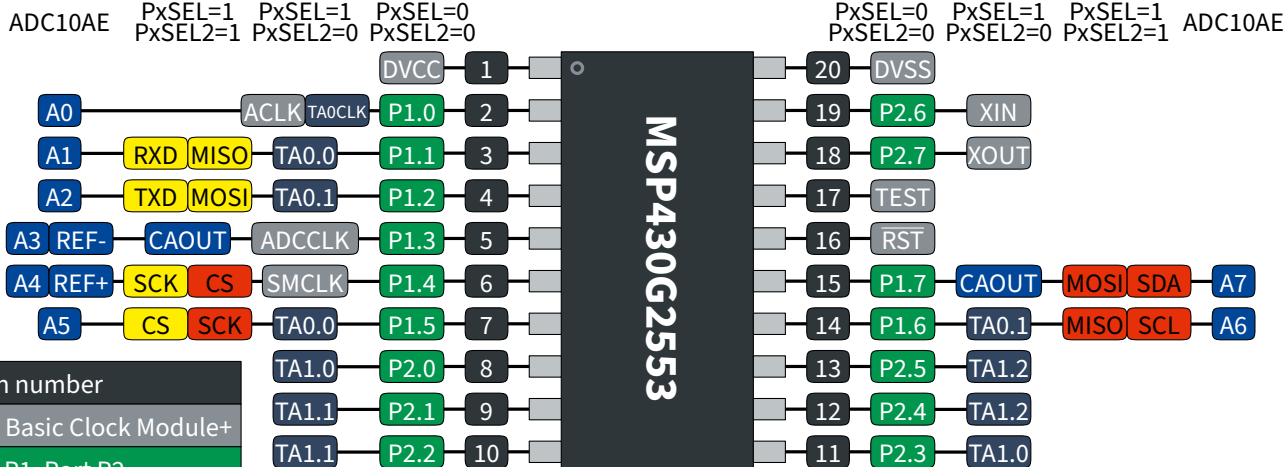 ADC10AE PxSEL=1 PxSEL=1 PxSEL=0 PxSEL=0 PxSEL=1 PxSEL=1 ADC10AE
PxSEL2=1 PxSEL2=0 PxSEL2=0 PxSEL2=0 PxSEL2=0 PxSEL2=1
DVCC 1 20 DVSS
A0 ACLK TA0CLK P1.0 2 19 P2.6 XIN
A1 RXD MISO TA0.0 P1.1 3 18 P2.7 XOUT
A2 TXD MOSI TA0.1 P1.2 4 17 TEST
A3 REF- CAOUT ADCCLK P1.3 5 16 RST
A4 REF+ SCK CS SMCLK P1.4 6 15 P1.7 CAOUT MOSI SDA A7
A5 CS SCK TA0.0 P1.5 7 14 P1.6 TA0.1 MISO SCL A6
TA1.0 P2.0 8 13 P2.5 TA1.2
TA1.1 P2.1 9 12 P2.4 TA1.2
TA1.1 P2.2 10 11 P2.3 TA1.0
MSP430G2553
number
Basic Clock Module+